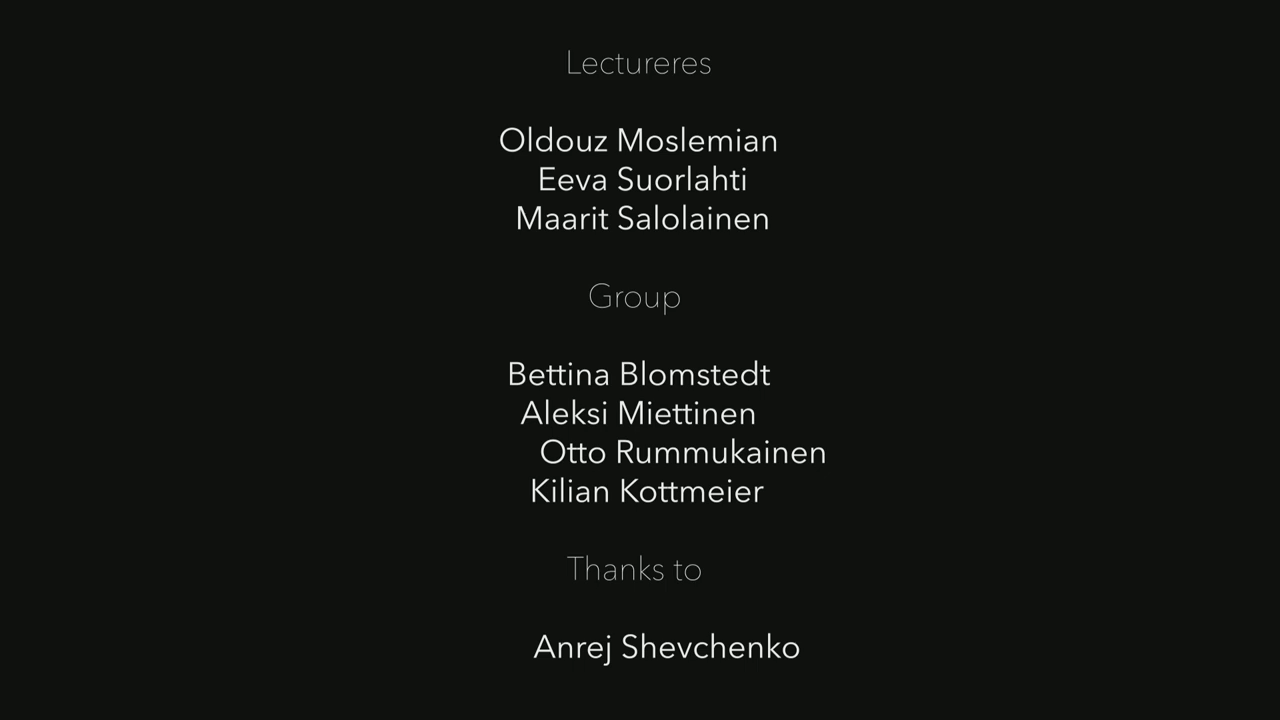 Lectureres
Oldouz Moslemian
Eeva Suorlahti
Maarit Salolainen
Group
Bettina Blomstedt
Aleksi Miettinen
Otto Rummukainen
Kilian Kottmeier
Thanks to
Anrej Shevchenko